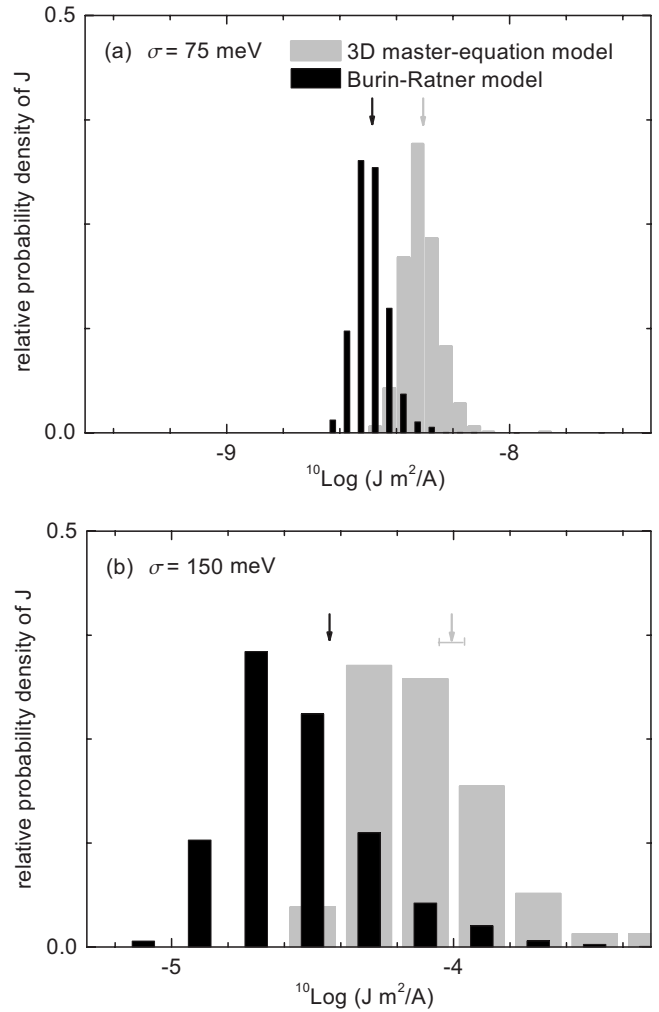 0.5
(a) σ = 75 meV
3D master-equation model
Burin-Ratner model
relative probability density of J
0.0
-9
-8
¹⁰Log (J m²/A)
0.5
(b) σ = 150 meV
relative probability density of J
0.0
-5
-4
¹⁰Log (J m²/A)